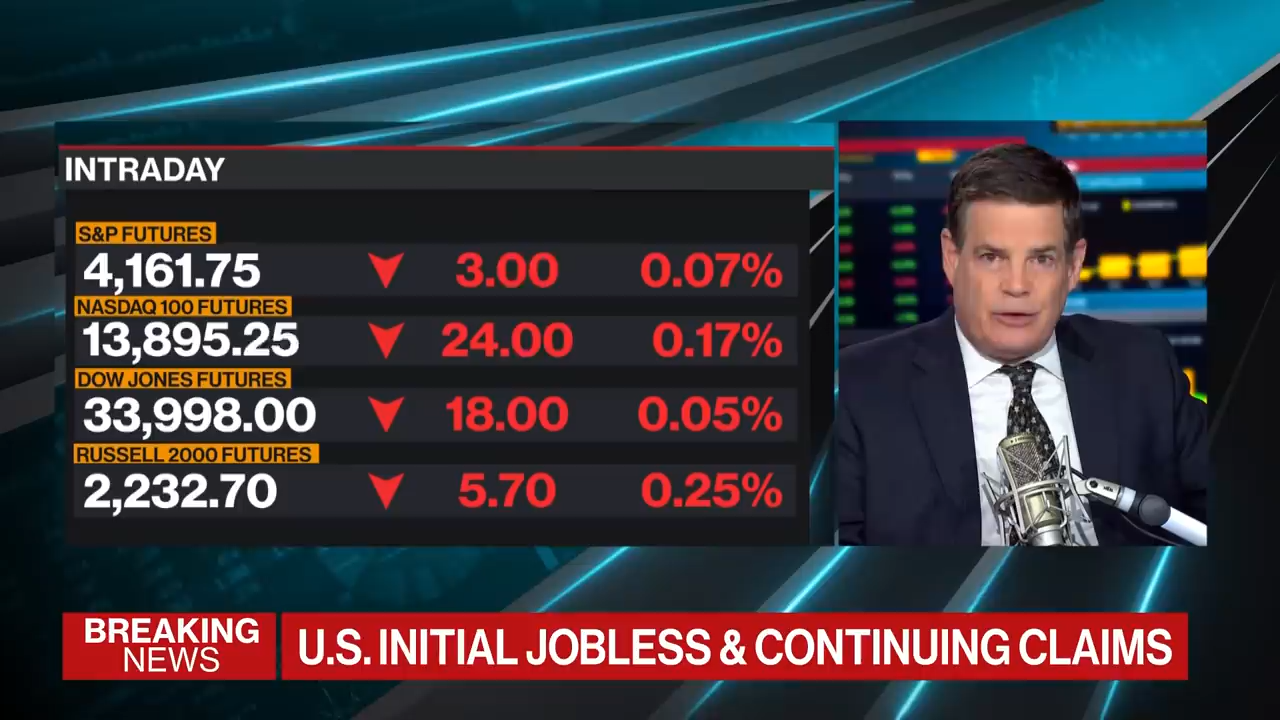 INTRADAY
S&P FUTURES
4,161.75 3.00 0.07%
NASDAQ 100 FUTURES
13,895.25 24.00 0.17%
DOW JONES FUTURES
33,998.00 18.00 0.05%
RUSSELL 2000 FUTURES
2,232.70 5.70 0.25%
BREAKING
NEWS
U.S. INITIAL JOBLESS & CONTINUING CLAIMS